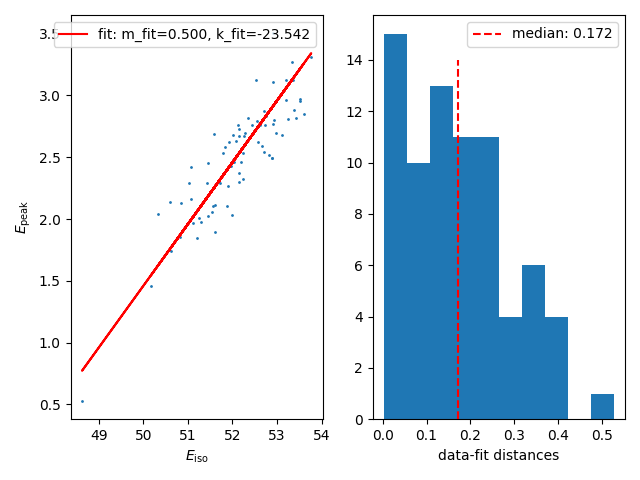 fit: m_fit=0.500, k_fit=-23.542
3.5
3.0
2.5
2.0
1.5
1.0
0.5
E_peak
49 50 51 52 53 54
E_iso
median: 0.172
14
12
10
8
6
4
2
0
0.0 0.1 0.2 0.3 0.4 0.5
data-fit distances